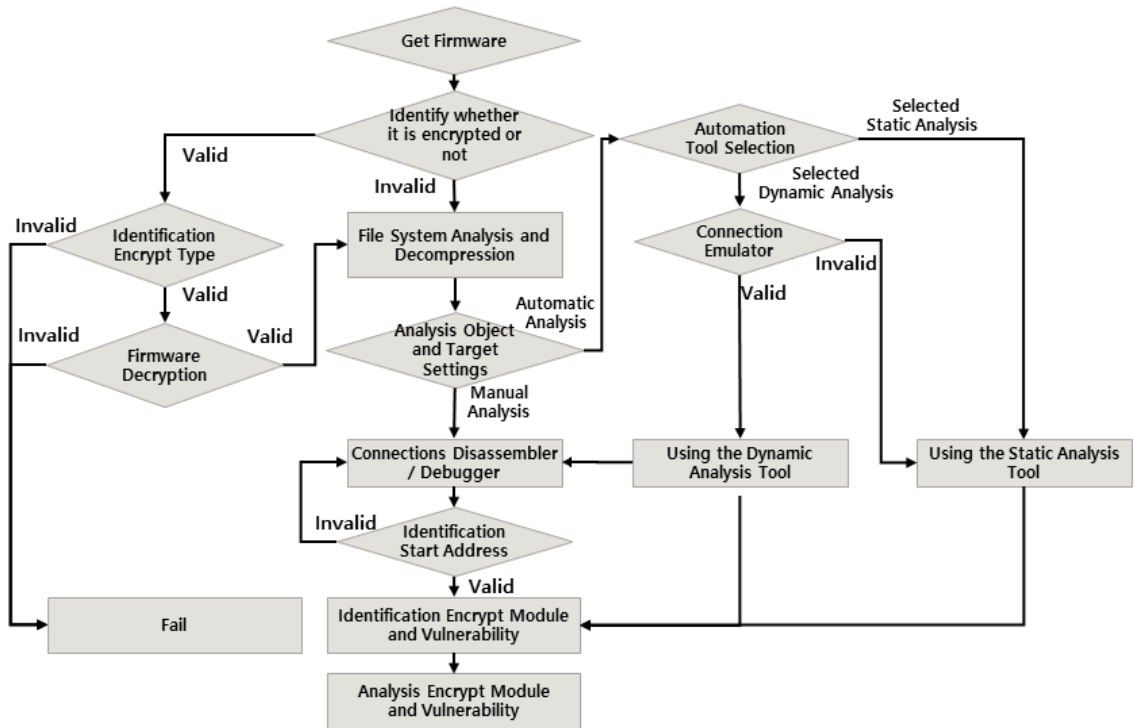 Get Firmware
Identify whether
it is encrypted or
not
Valid
Invalid
Automation
Tool Selection
Selected
Static Analysis
Selected
Dynamic Analysis
Invalid
Identification
Encrypt Type
Valid
File System Analysis and
Decompression
Connection
Emulator
Invalid
Valid
Invalid
Firmware
Decryption
Valid
Automatic
Analysis
Analysis Object
and Target
Settings
Manual
Analysis
Connections Disassembler
/ Debugger
Using the Dynamic
Analysis Tool
Using the Static Analysis
Tool
Invalid
Identification
Start Address
Valid
Fail
Identification Encrypt Module
and Vulnerability
Analysis Encrypt Module
and Vulnerability